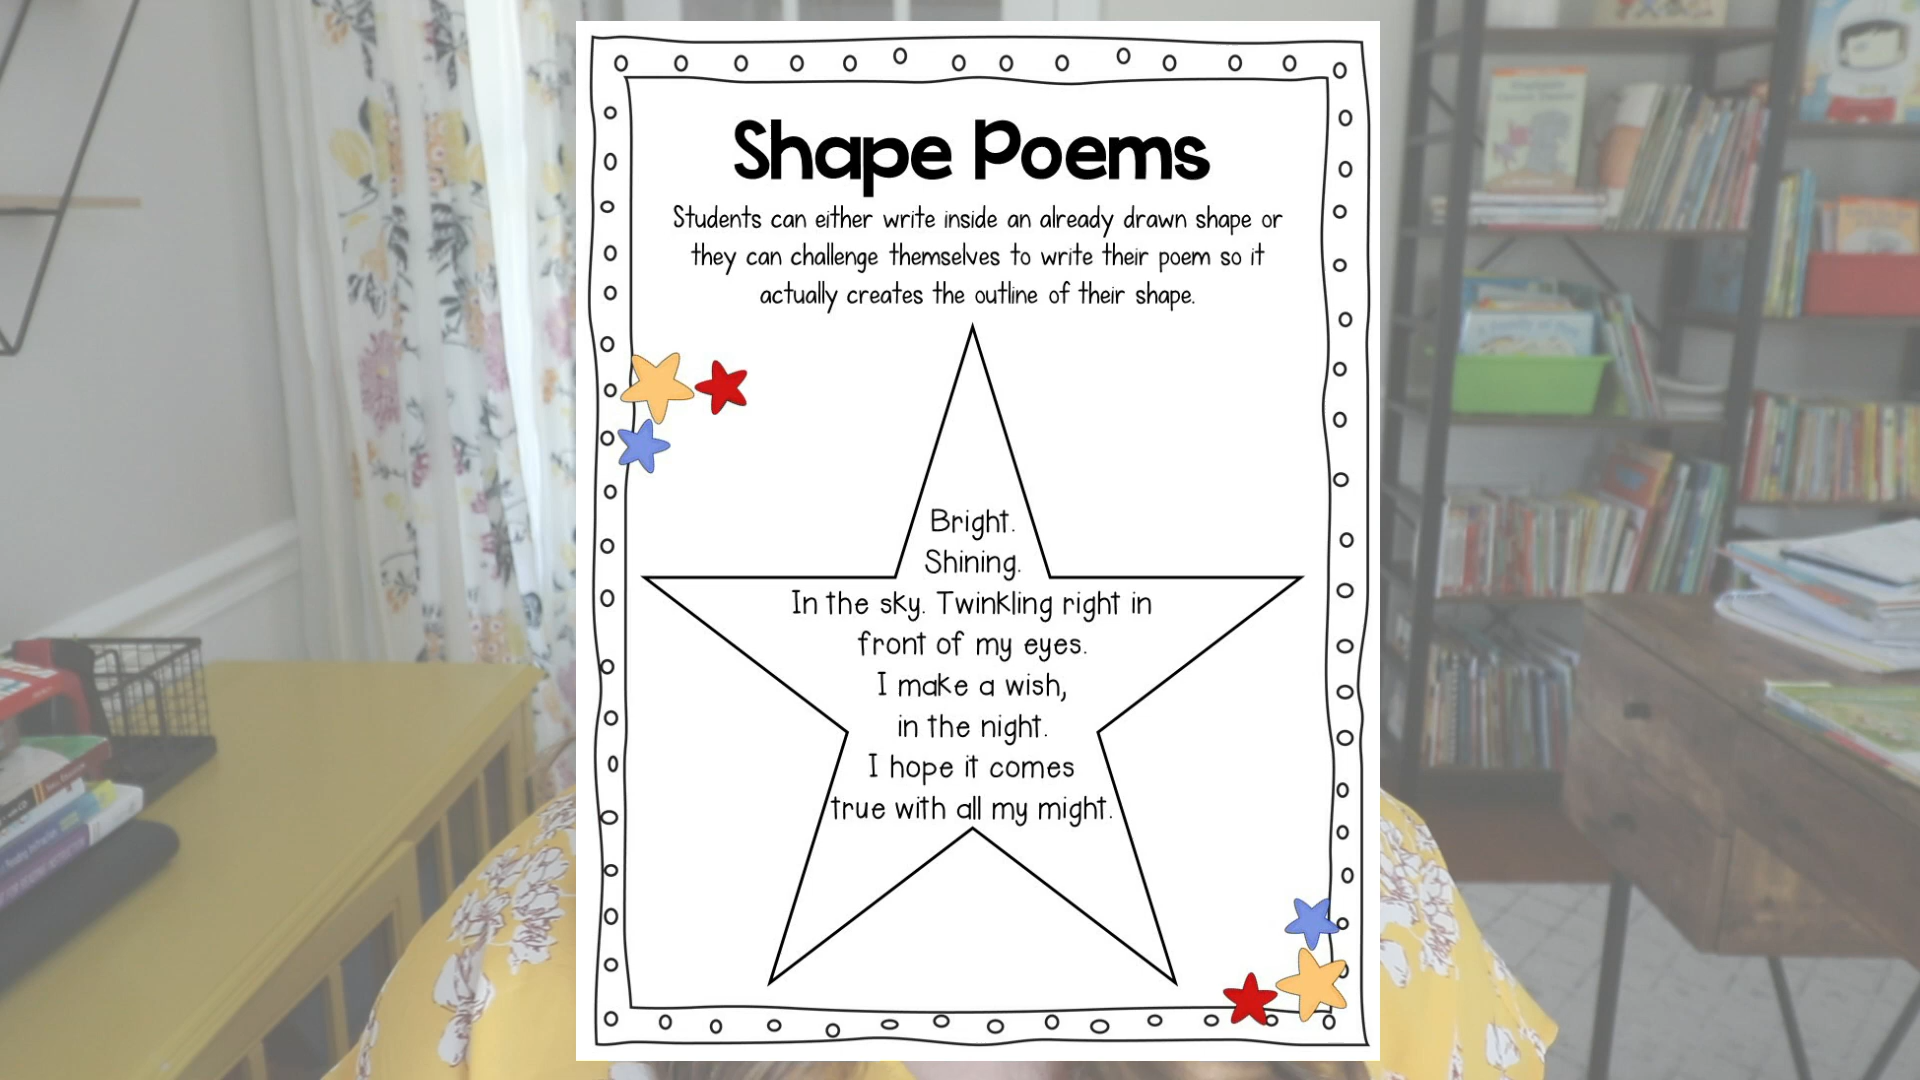 Shape Poems
Students can either write inside an already drawn shape or
they can challenge themselves to write their poem so it
actually creates the outline of their shape.
Bright.
Shining.
In the sky. Twinkling right in
front of my eyes.
I make a wish,
in the night.
I hope it comes
true with all my might.